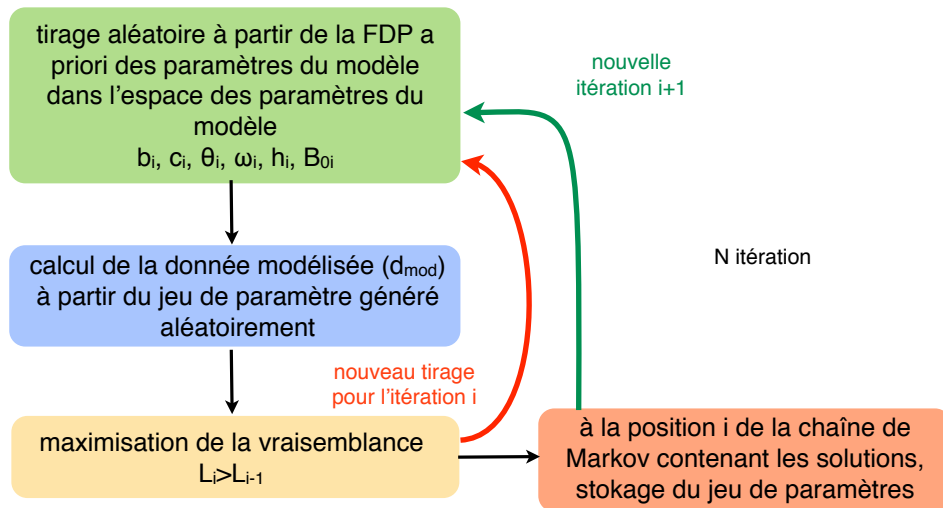 tirage aléatoire à partir de la FDP a
priori des paramètres du modèle
dans l'espace des paramètres du
modèle
bi, ci, θi, ωi, hi, B0i
nouvelle
itération i+1
calcul de la donnée modélisée (dmod)
à partir du jeu de paramètre généré
aléatoirement
N itération
nouveau tirage
pour l'itération i
maximisation de la vraisemblance
Li>Li-1
à la position i de la chaîne de
Markov contenant les solutions,
stokage du jeu de paramètres